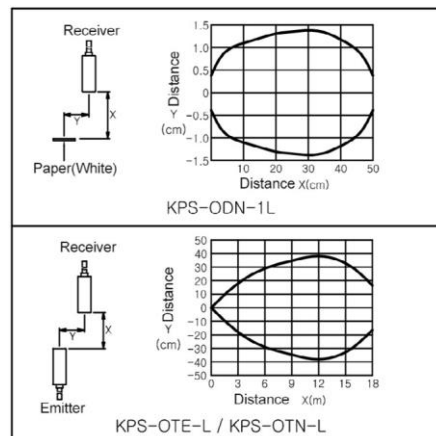 Receiver
Y
X
Paper(White)
Y Distance
(cm)
1.5
1.0
0.5
0
-0.5
-1.0
-1.5
10 20 30 40 50
Distance X(cm)
KPS-ODN-1L
Receiver
Y
X
Emitter
Y Distance
(cm)
50
40
30
20
10
0
-10
-20
-30
-40
-50
0 3 6 9 12 15 18
Distance X(m)
KPS-OTE-L / KPS-OTN-L